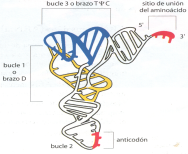 bucle 3 o brazo TΨC
sitio de unión
del aminoácido
5'
3'
bucle 1
o brazo D
anticodón
bucle 2